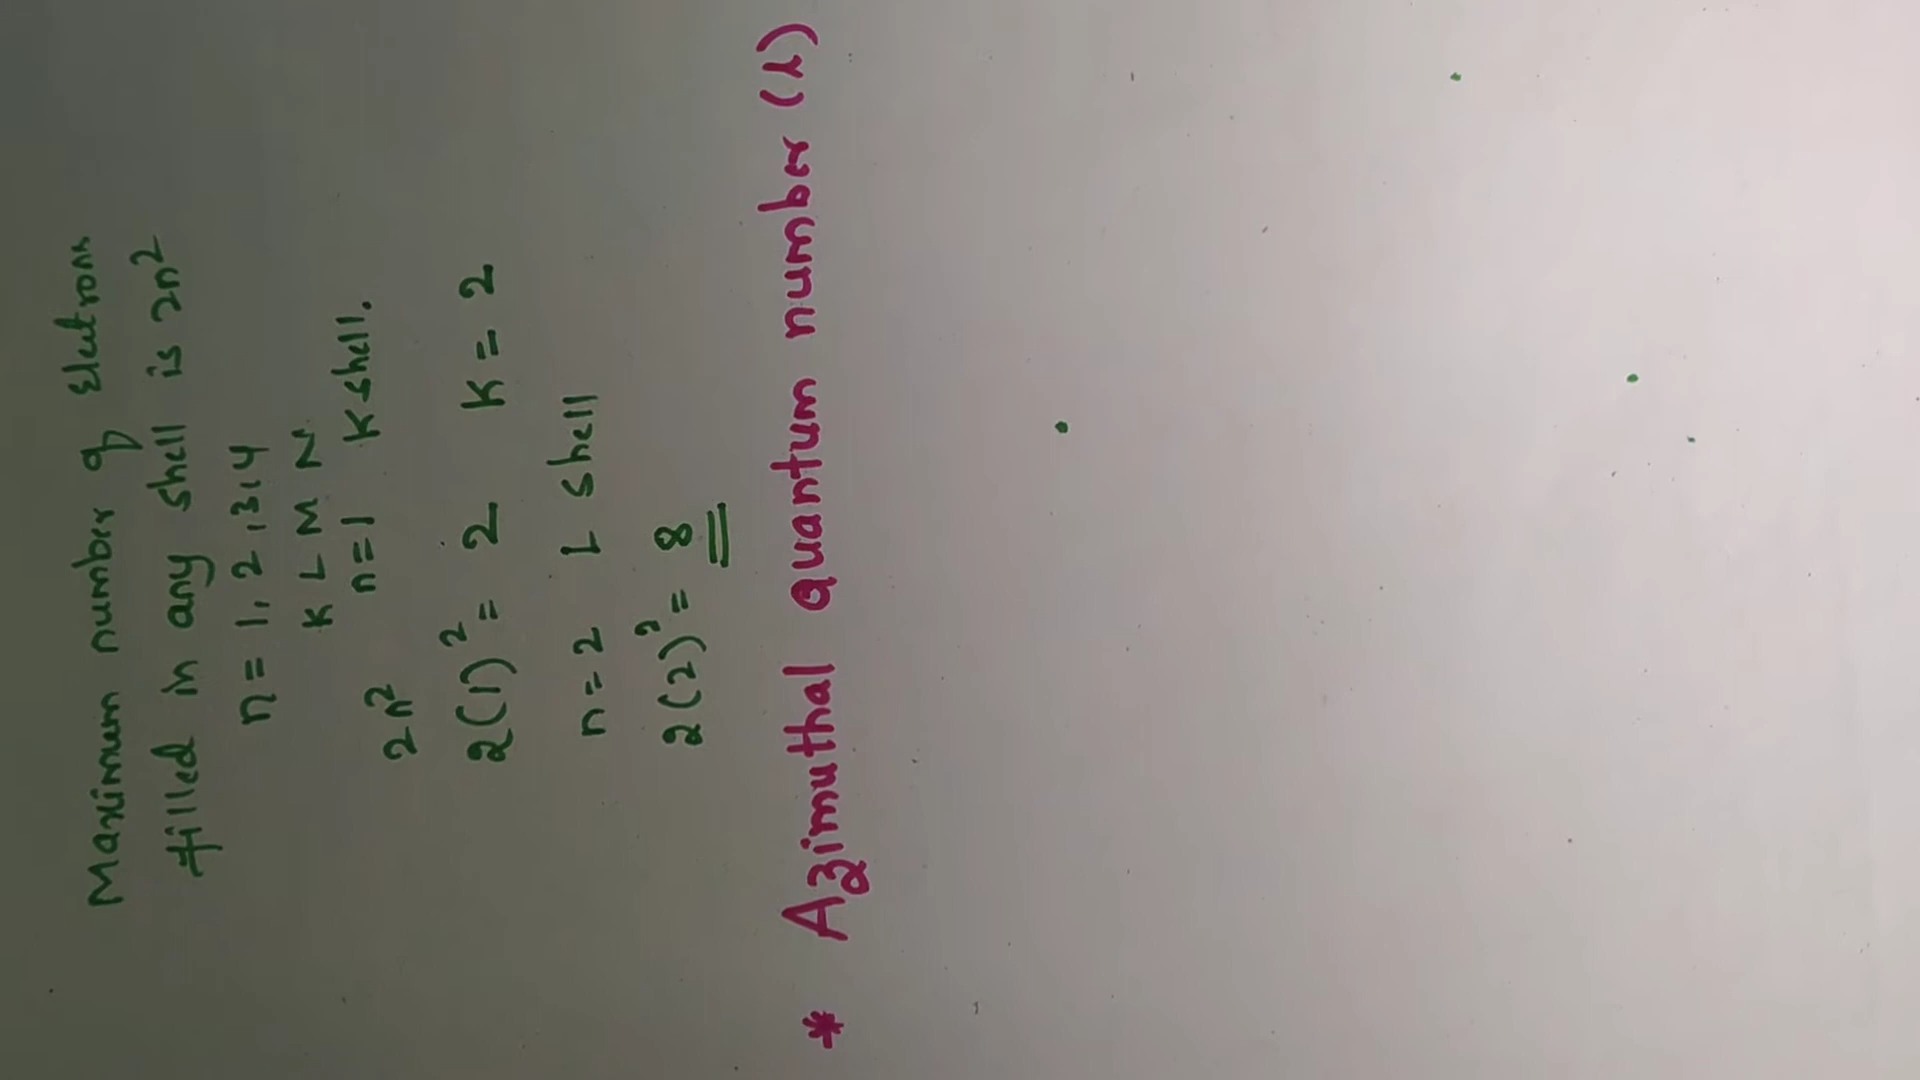 Maximum number of Electrons
filled in any shell is 2n²
n = 1, 2, 3, 4
K L M N
n=1 K shell.
2n²
2(1)² = 2 K = 2
n = 2 L shell
2(2)² = 8
* Azimuthal quantum number (l)